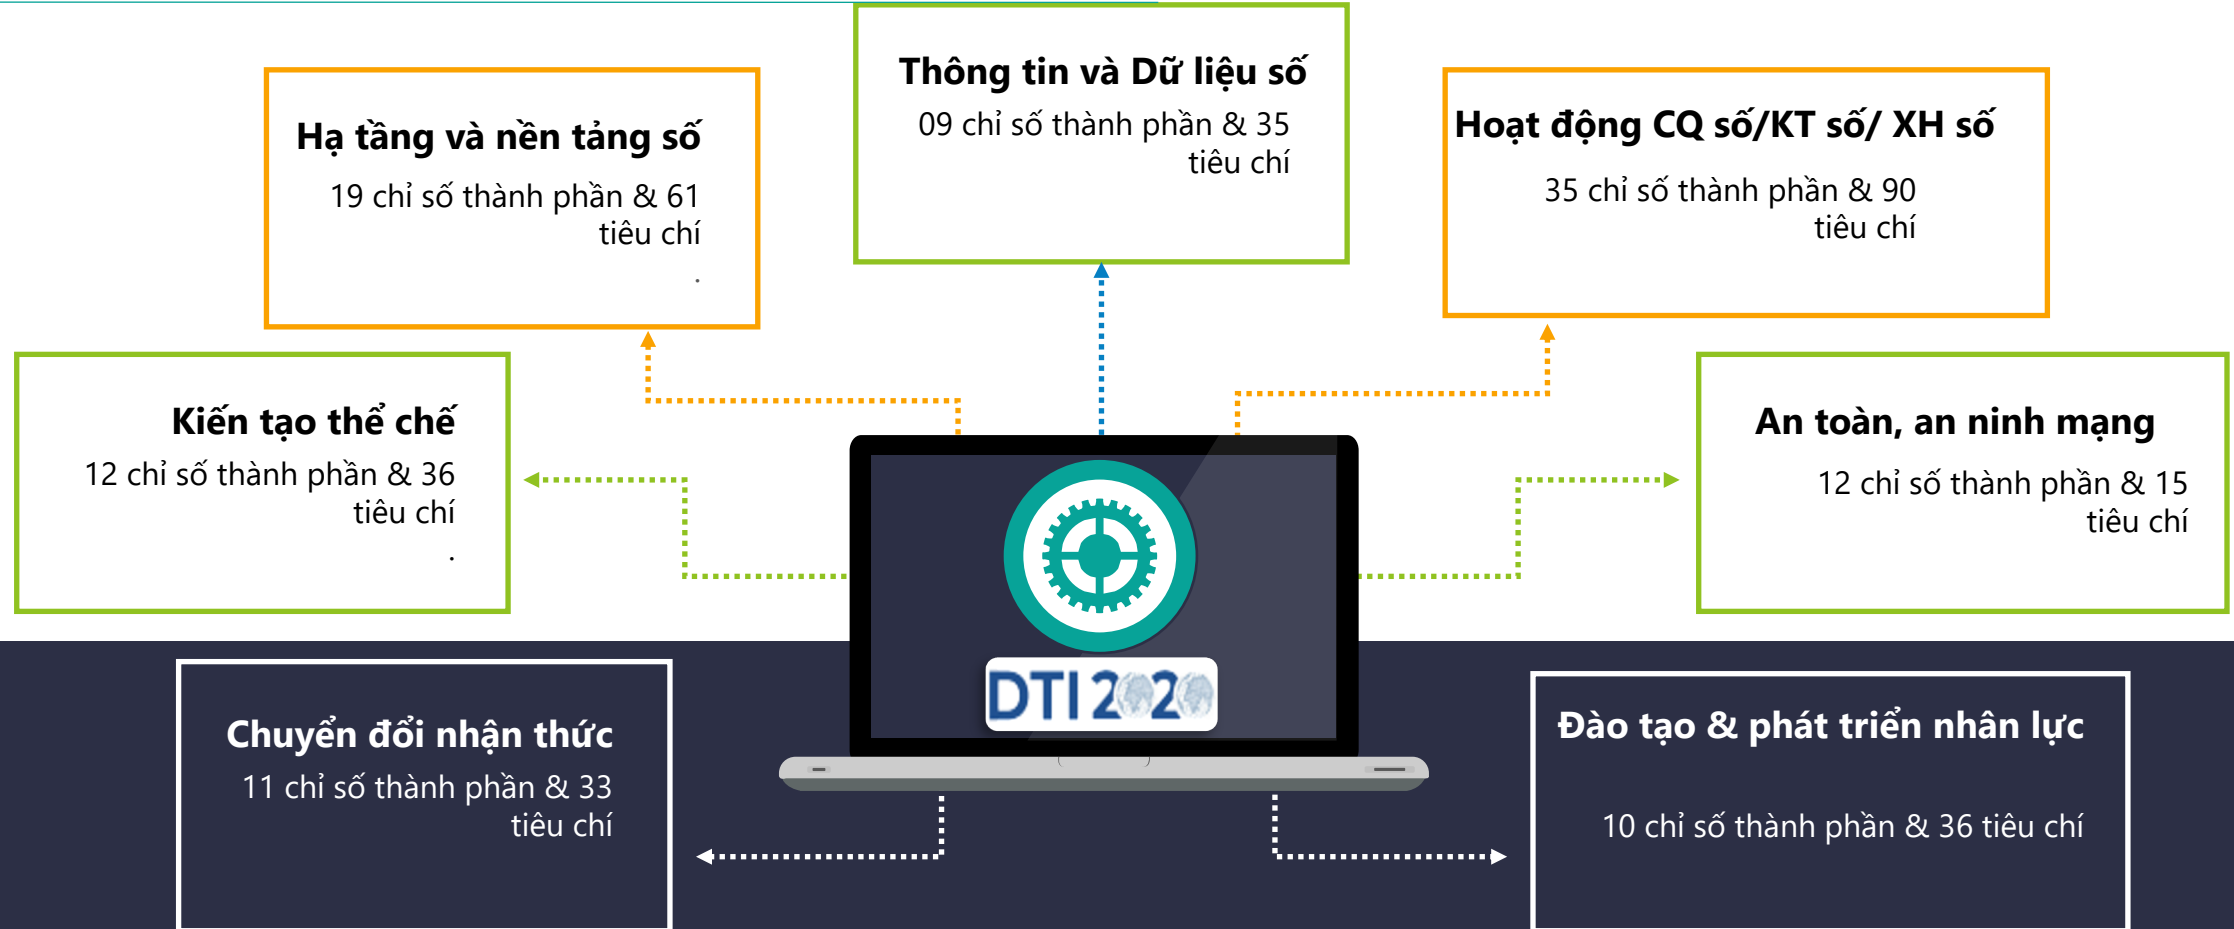 Thông tin và Dữ liệu số
09 chỉ số thành phần & 35
tiêu chí
Hạ tầng và nền tảng số
19 chỉ số thành phần & 61
tiêu chí
.
Hoạt động CQ số/KT số/ XH số
35 chỉ số thành phần & 90
tiêu chí
Kiến tạo thể chế
12 chỉ số thành phần & 36
tiêu chí
.
An toàn, an ninh mạng
12 chỉ số thành phần & 15
tiêu chí
DTI 2020
Chuyển đổi nhận thức
11 chỉ số thành phần & 33
tiêu chí
Đào tạo & phát triển nhân lực
10 chỉ số thành phần & 36 tiêu chí